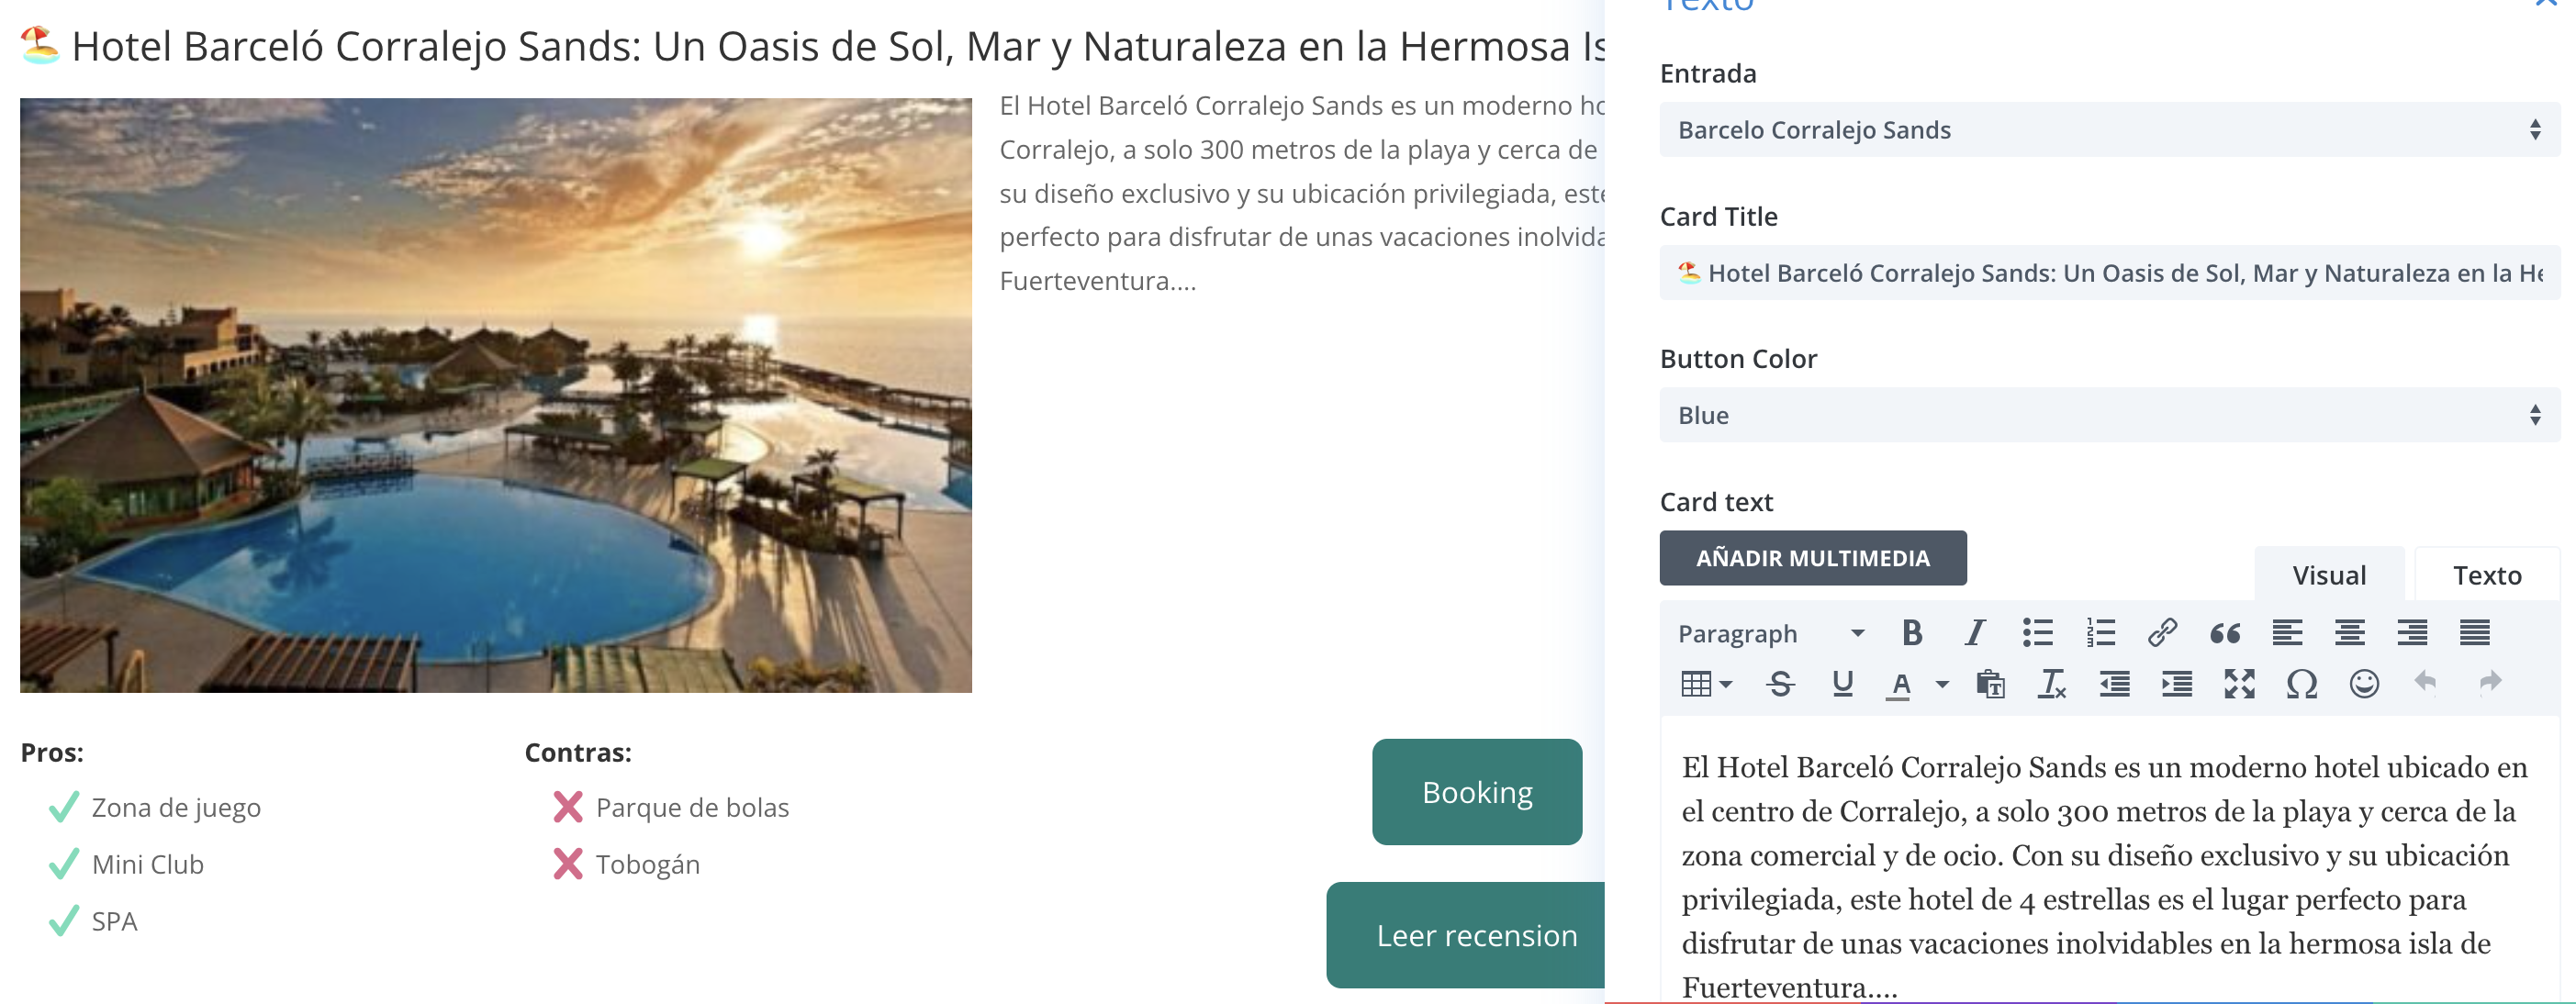 Hotel Barceló Corralejo Sands: Un Oasis de Sol, Mar y Naturaleza en la Hermosa Is
El Hotel Barceló Corralejo Sands es un moderno ho
Corralejo, a solo 300 metros de la playa y cerca de
su diseño exclusivo y su ubicación privilegiada, este
perfecto para disfrutar de unas vacaciones inolvida
Fuerteventura....
Pros:
Zona de juego
Mini Club
SPA
Contras:
Parque de bolas
Tobogán
Booking
Leer recension
Texto
Entrada
Barcelo Corralejo Sands
Card Title
Hotel Barceló Corralejo Sands: Un Oasis de Sol, Mar y Naturaleza en la He
Button Color
Blue
Card text
AÑADIR MULTIMEDIA
Visual
Texto
Paragraph
El Hotel Barceló Corralejo Sands es un moderno hotel ubicado en
el centro de Corralejo, a solo 300 metros de la playa y cerca de la
zona comercial y de ocio. Con su diseño exclusivo y su ubicación
privilegiada, este hotel de 4 estrellas es el lugar perfecto para
disfrutar de unas vacaciones inolvidables en la hermosa isla de
Fuerteventura....